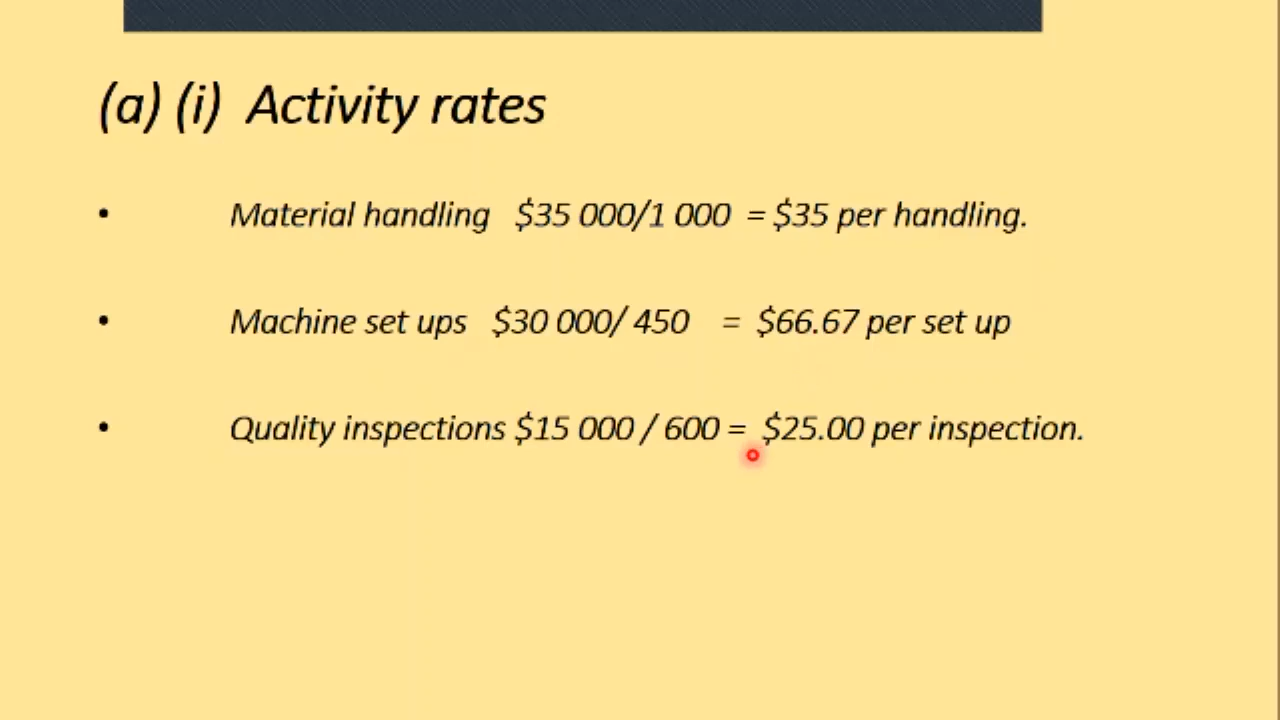 (a) (i) Activity rates
• Material handling $35 000/1 000 = $35 per handling.
• Machine set ups $30 000/ 450 = $66.67 per set up
• Quality inspections $15 000 / 600 = $25.00 per inspection.